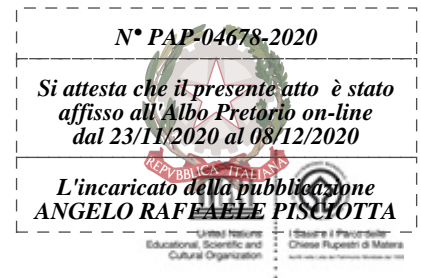 N° PAP-04678-2020
Si attesta che il presente atto è stato
affisso all'Albo Pretorio on-line
dal 23/11/2020 al 08/12/2020
L'incaricato della pubblicazione
ANGELO RAFFAELE PISCIOTTA
REPVBBLICA ITALIANA
United Nations
Educational, Scientific and
Cultural Organization
I Sassi e il Parco delle
Chiese Rupestri di Matera